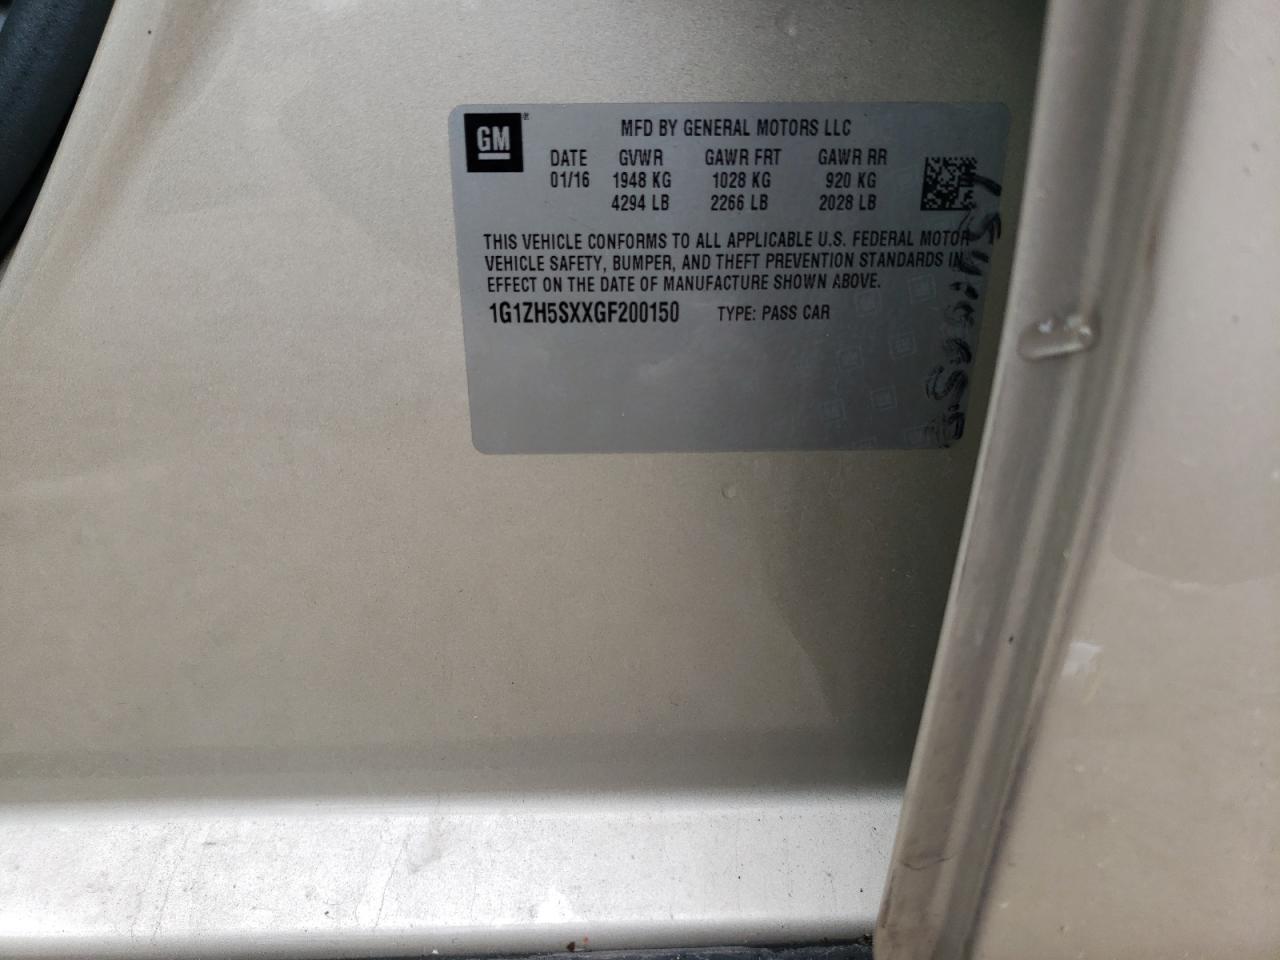 GM
MFD BY GENERAL MOTORS LLC
DATE GVWR GAWR FRT GAWR RR
01/16 1948 KG 1028 KG 920 KG
4294 LB 2266 LB 2028 LB
THIS VEHICLE CONFORMS TO ALL APPLICABLE U.S. FEDERAL MOTOR
VEHICLE SAFETY, BUMPER, AND THEFT PREVENTION STANDARDS IN
EFFECT ON THE DATE OF MANUFACTURE SHOWN ABOVE.
1G1ZH5SXXGF200150 TYPE: PASS CAR